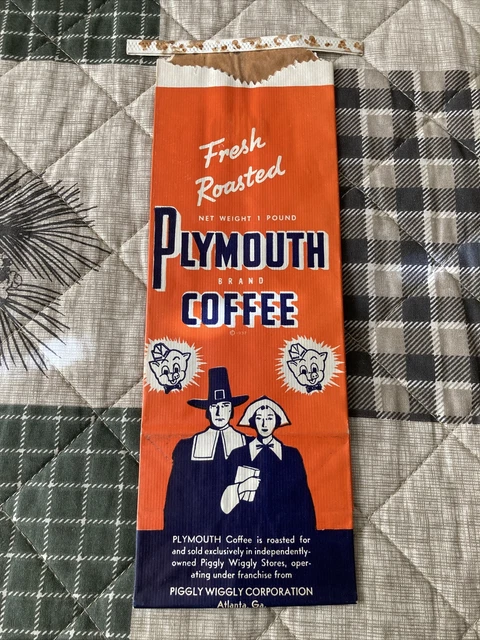 Fresh
Roasted
NET WEIGHT 1 POUND
PLYMOUTH
BRAND
COFFEE
PLYMOUTH Coffee is roasted for
and sold exclusively in independently-
owned Piggly Wiggly Stores, oper-
ating under franchise from
PIGGLY WIGGLY CORPORATION
Atlanta, Ga.